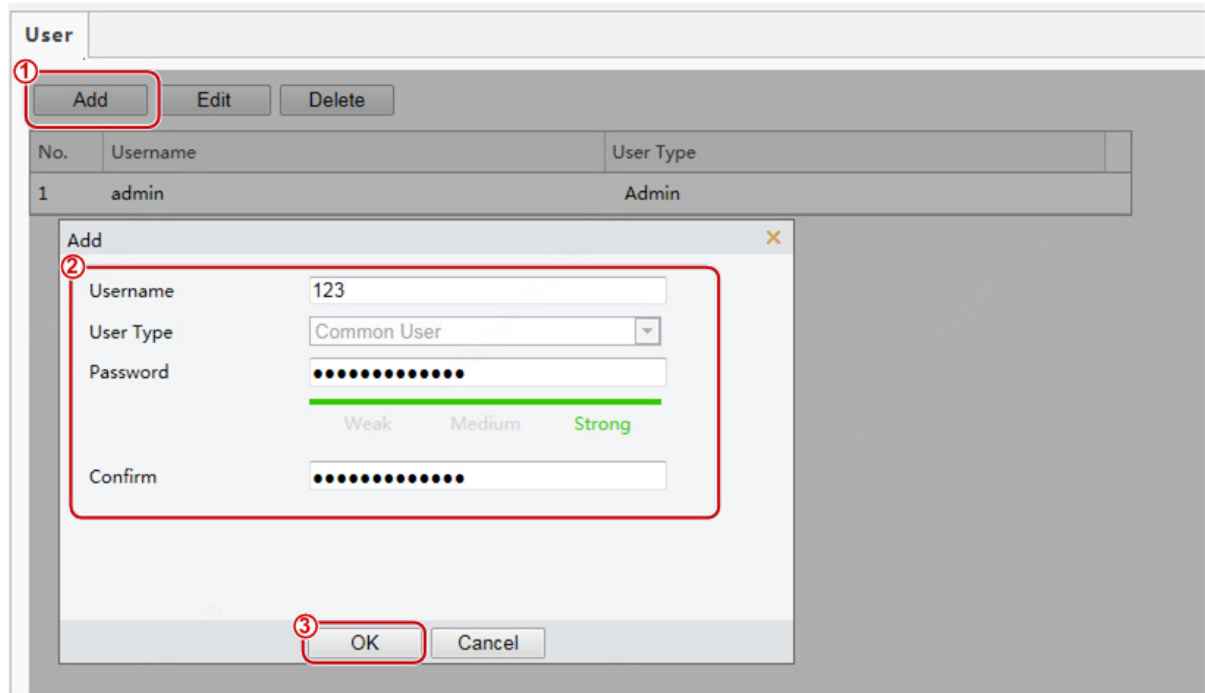 User
1
Add Edit Delete
No. Username User Type
1 admin Admin
Add
2
Username 123
User Type Common User
Password •••••••••••••
Weak Medium Strong
Confirm •••••••••••••
3
OK Cancel